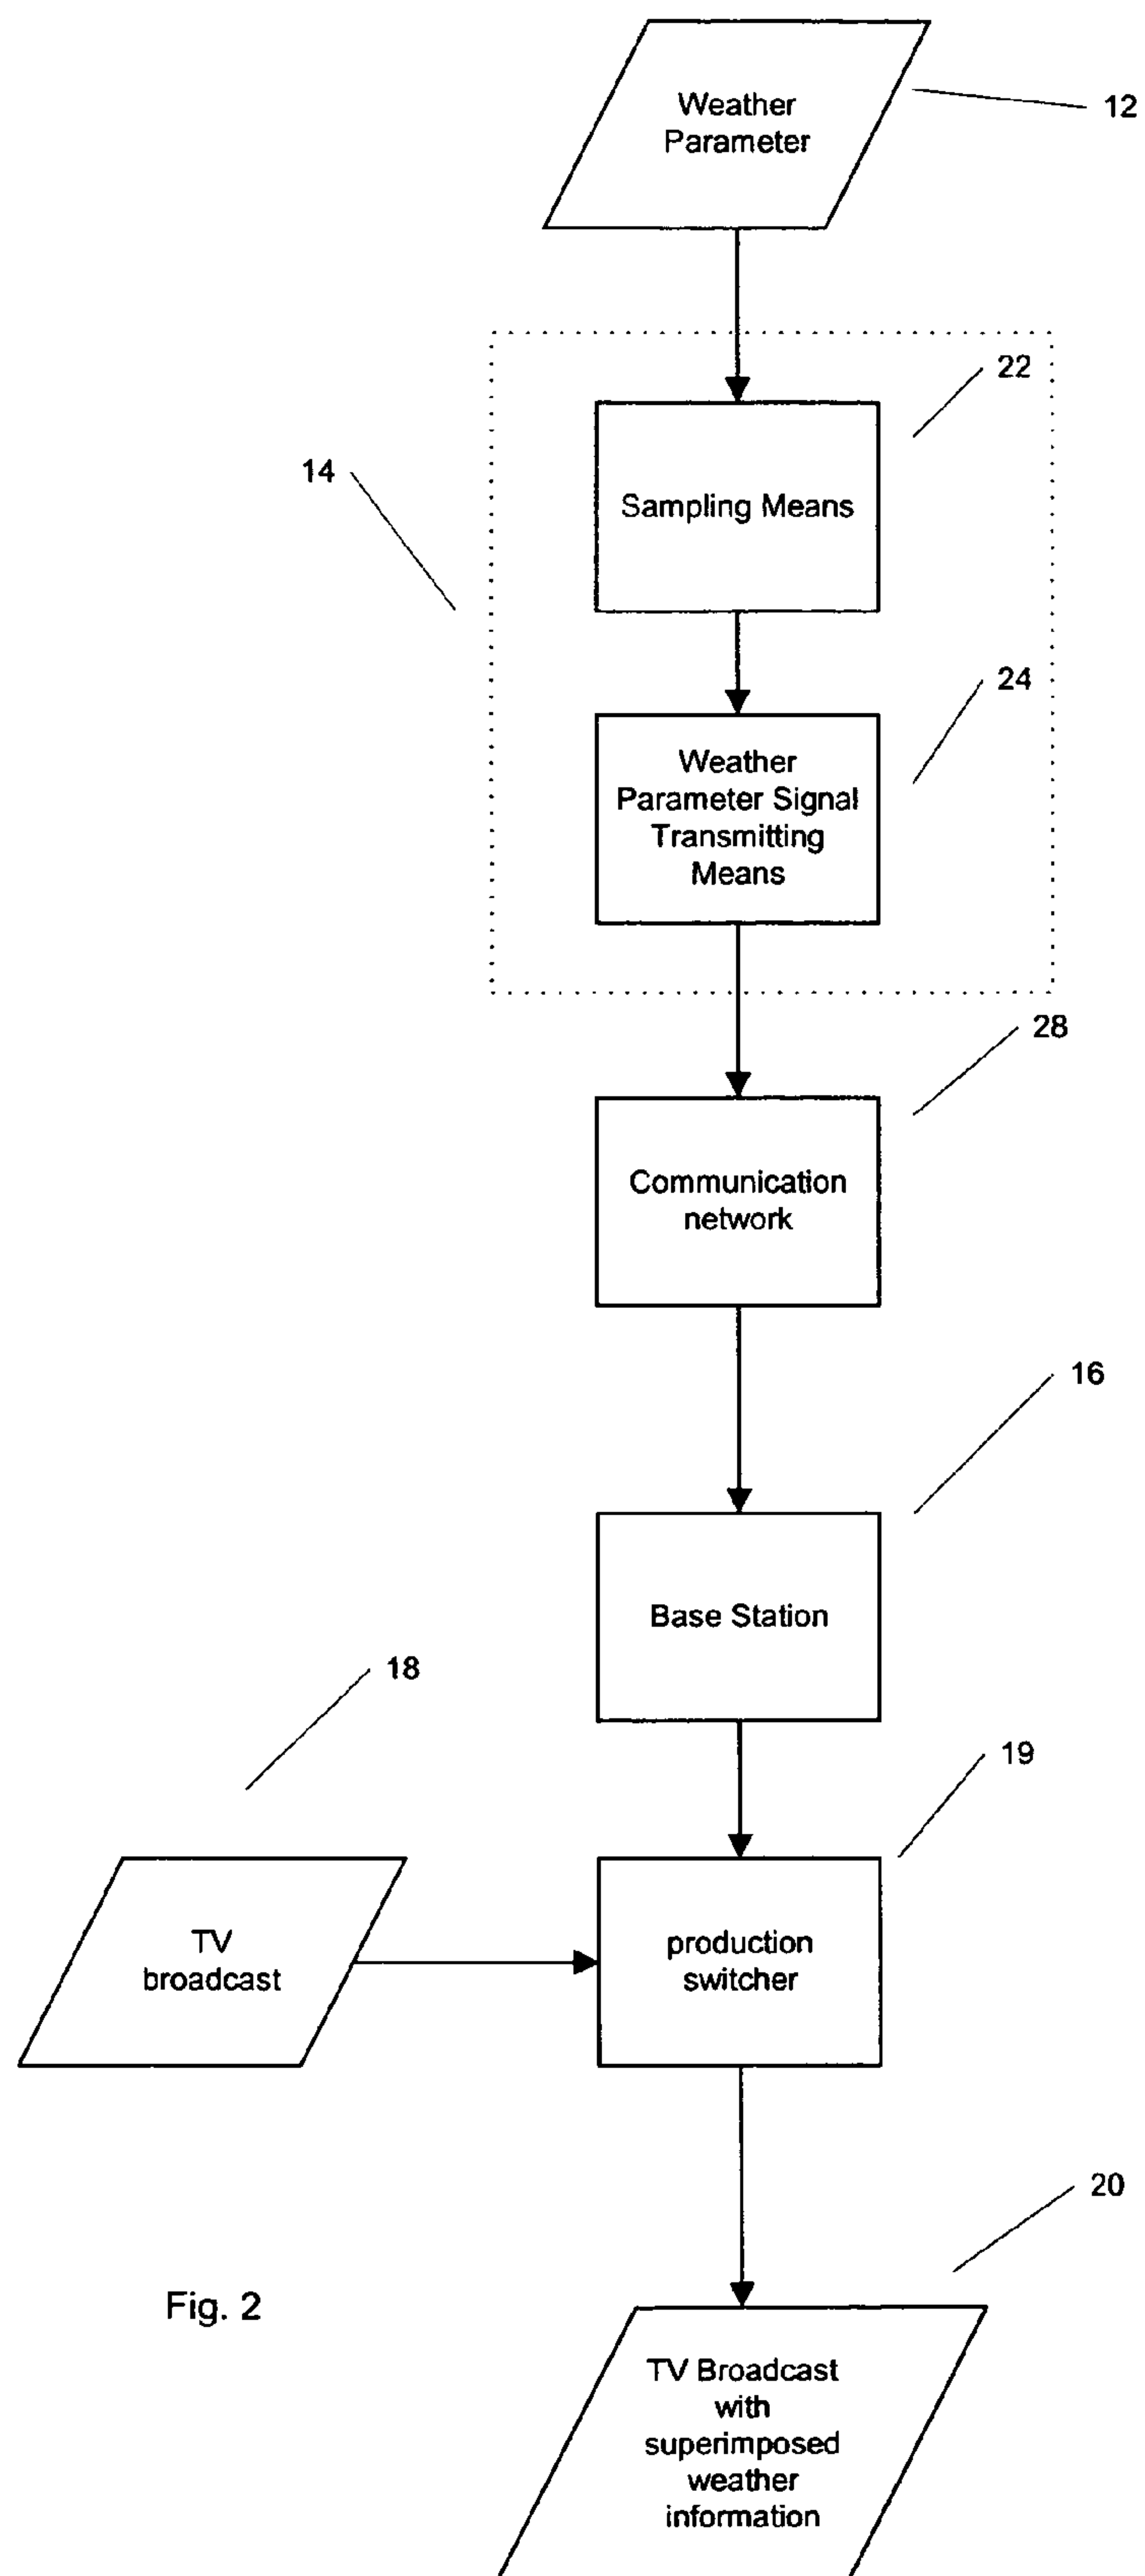 Weather
Parameter
12
22
Sampling Means
14
24
Weather
Parameter Signal
Transmitting
Means
28
Communication
network
16
Base Station
18
19
TV
broadcast
production
switcher
20
Fig. 2
TV Broadcast
with
superimposed
weather
information